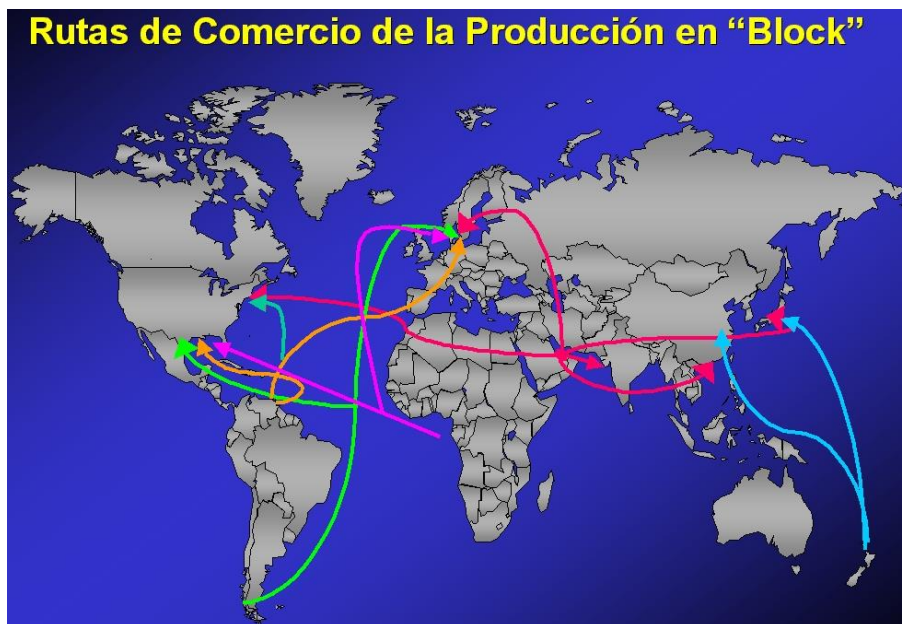 Rutas de Comercio de la Producción en “Block”